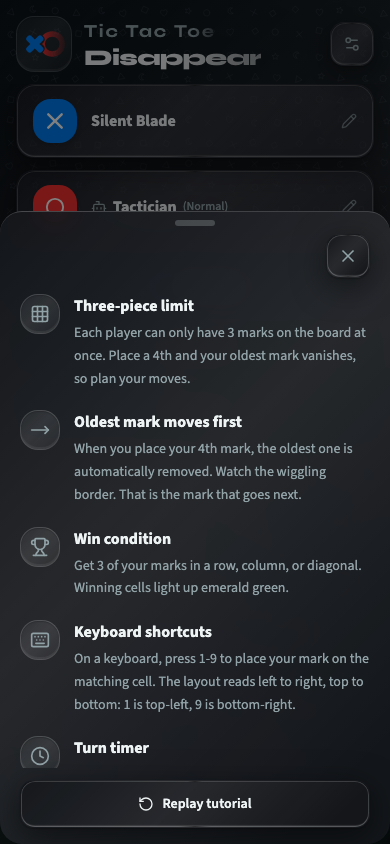 Tic Tac Toe
Disappear
Silent Blade
Tactician (Normal)
Three-piece limit
Each player can only have 3 marks on the board at
once. Place a 4th and your oldest mark vanishes,
so plan your moves.
Oldest mark moves first
When you place your 4th mark, the oldest one is
automatically removed. Watch the wiggling
border. That is the mark that goes next.
Win condition
Get 3 of your marks in a row, column, or diagonal.
Winning cells light up emerald green.
Keyboard shortcuts
On a keyboard, press 1-9 to place your mark on the
matching cell. The layout reads left to right, top to
bottom: 1 is top-left, 9 is bottom-right.
Turn timer
Replay tutorial